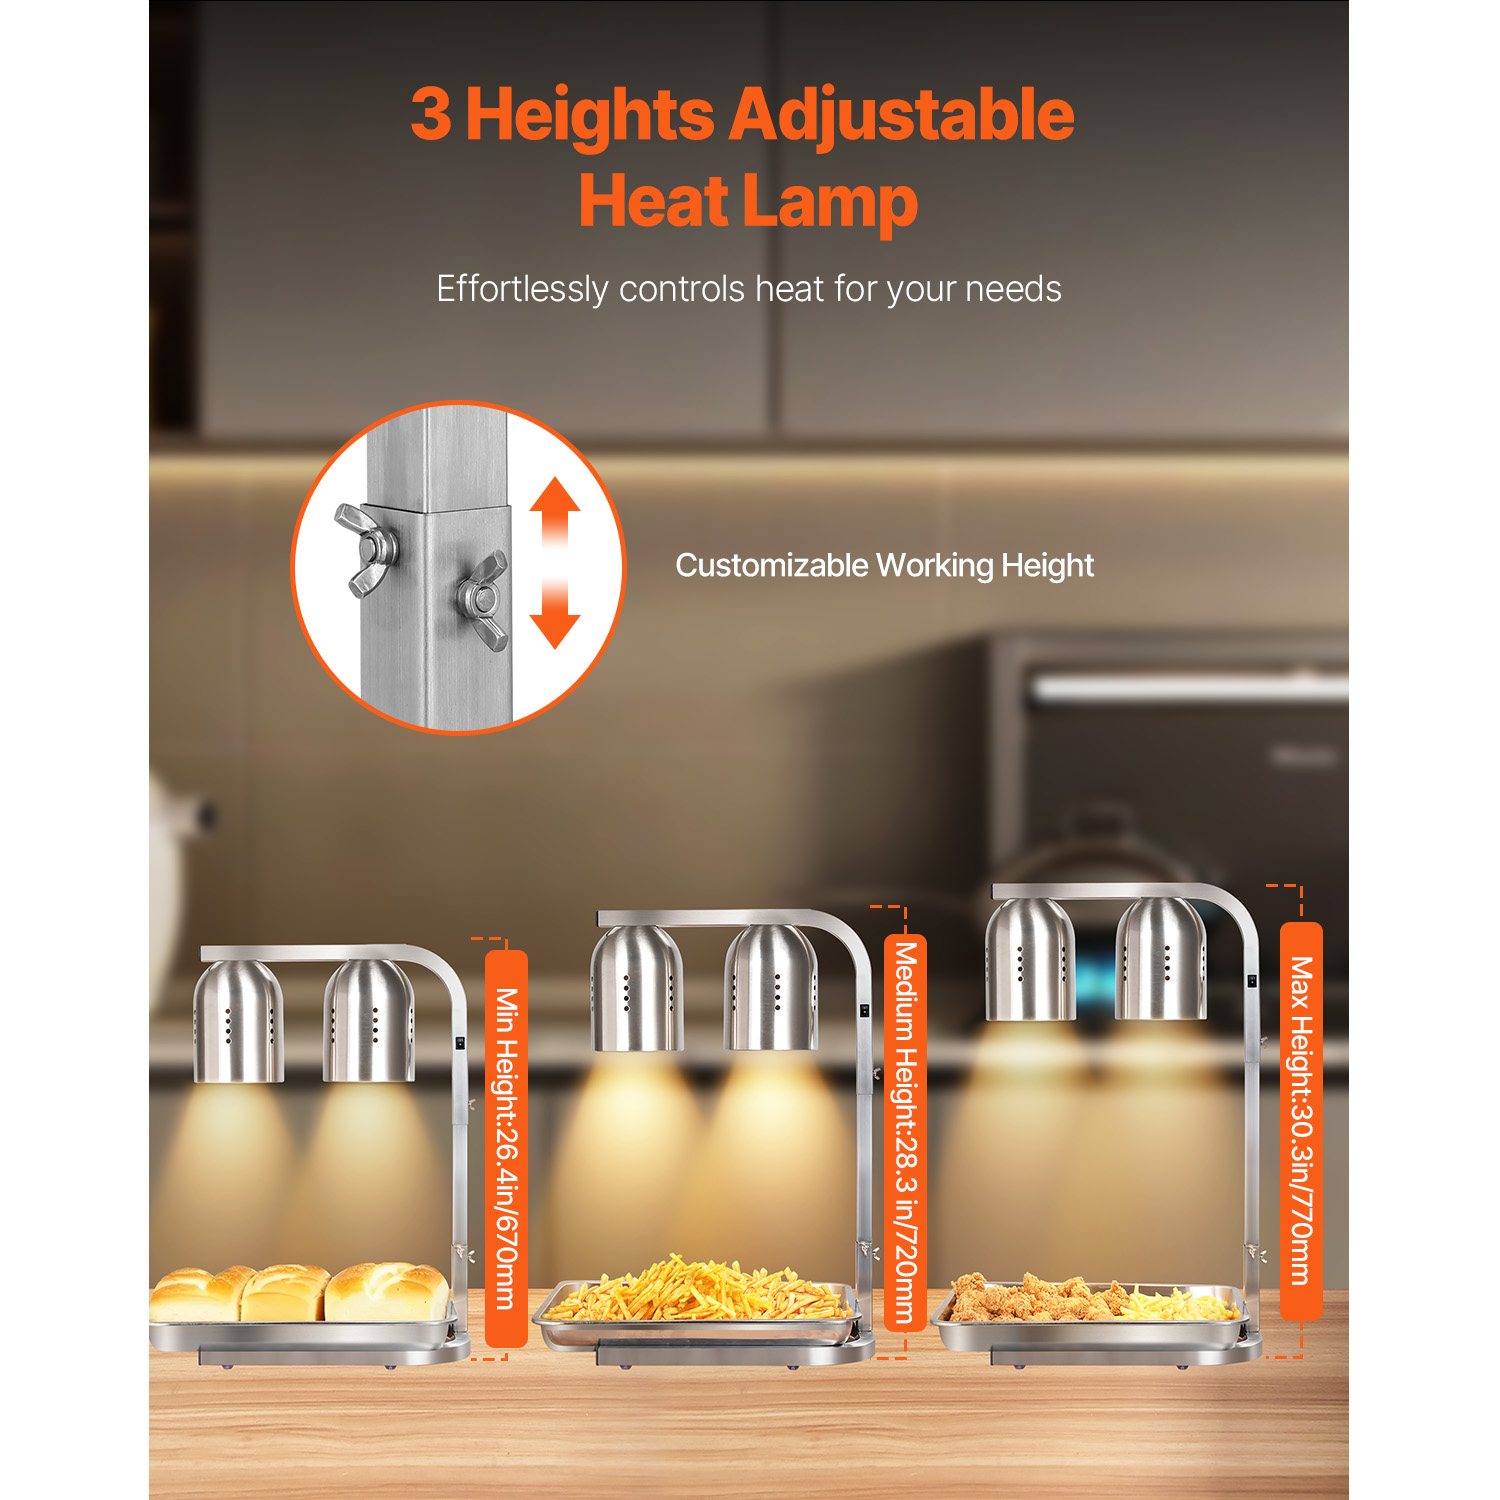 3 Heights Adjustable
Heat Lamp
Effortlessly controls heat for your needs
Customizable Working Height
Min Height:26.4in/670mm
Medium Height:28.3 in/720mm
Max Height:30.3in/770mm